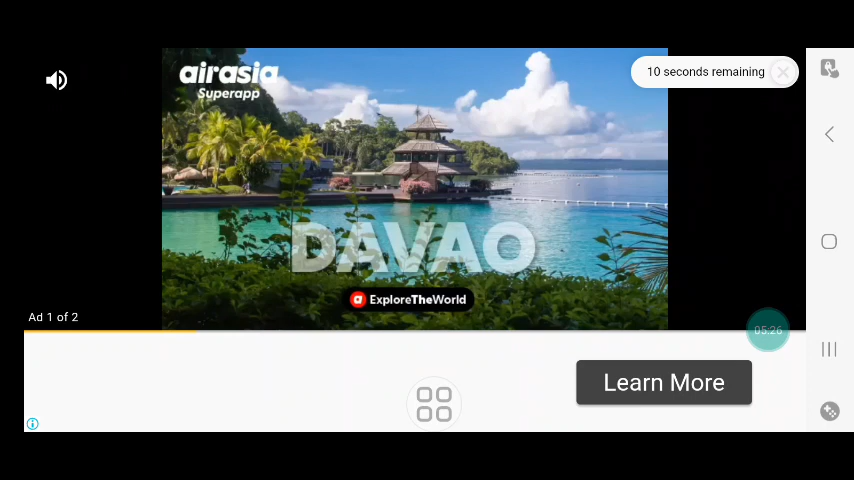 airasia
Superapp
10 seconds remaining
DAVAO
a ExploreTheWorld
Ad 1 of 2
05:26
Learn More